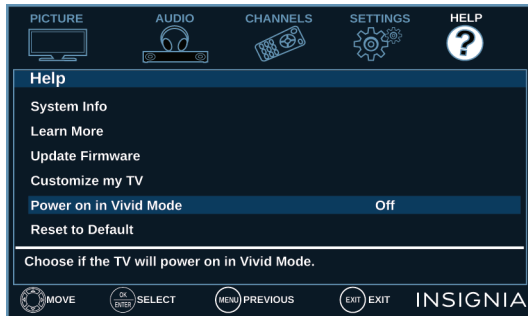 PICTURE AUDIO CHANNELS SETTINGS HELP
?
Help
System Info
Learn More
Update Firmware
Customize my TV
Power on in Vivid Mode Off
Reset to Default
Choose if the TV will power on in Vivid Mode.
MOVE OK ENTER SELECT MENU PREVIOUS EXIT EXIT INSIGNIA